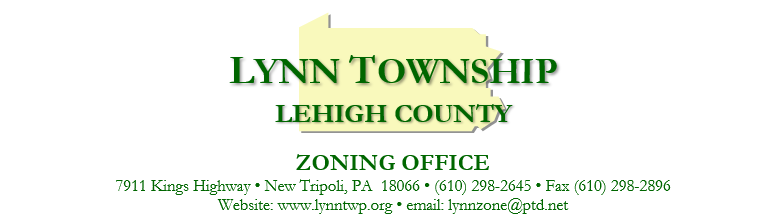 LYNN TOWNSHIP
LEHIGH COUNTY
ZONING OFFICE
7911 Kings Highway • New Tripoli, PA  18066 • (610) 298-2645 • Fax (610) 298-2896
Website: www.lynntwp.org • email: lynnzone@ptd.net